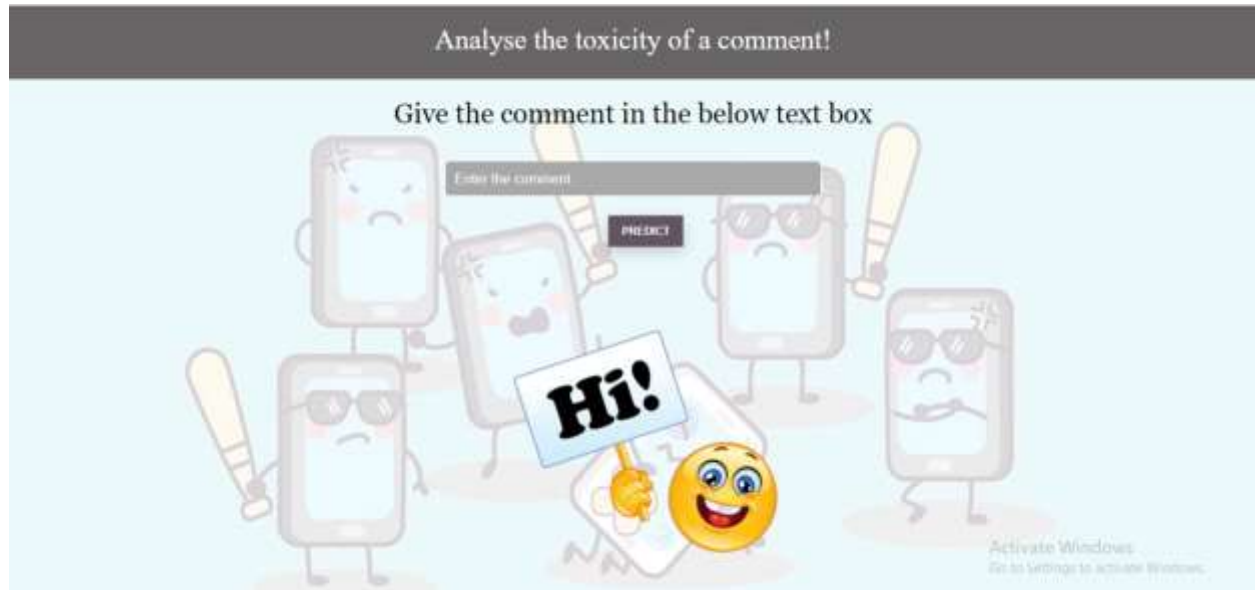 Analyse the toxicity of a comment!
Give the comment in the below text box
Enter the comment
PREDICT
Hi!
Activate Windows
Go to Settings to activate Windows.